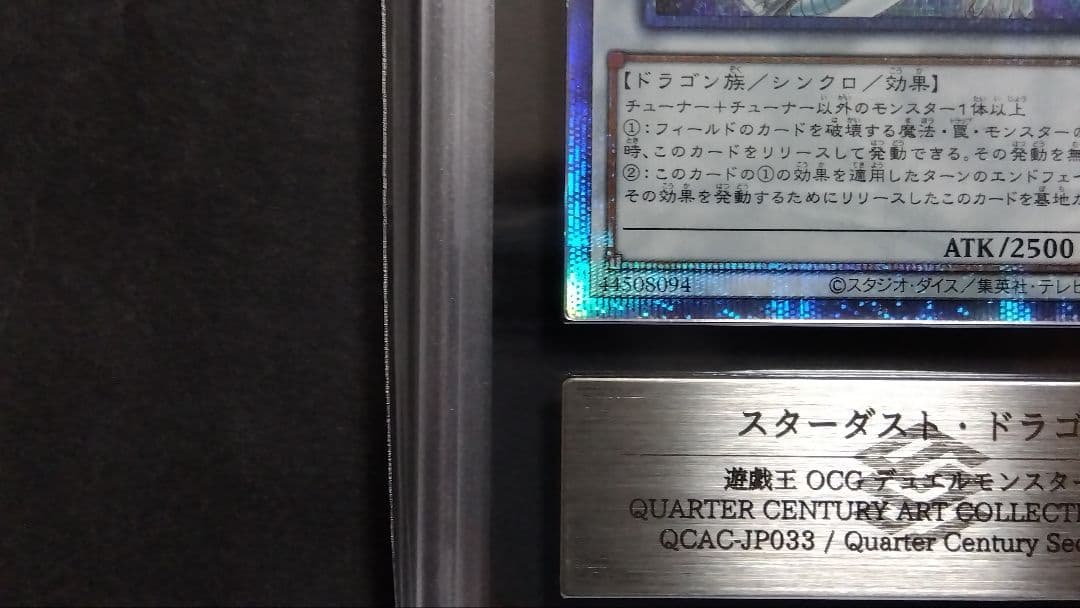 【ドラゴン族／シンクロ／効果】
チューナー＋チューナー以外のモンスター1体以上
①：フィールドのカードを破壊する魔法・罠・モンスターの
時、このカードをリリースして発動できる。その発動を無
②：このカードの①の効果を適用したターンのエンドフェー
その効果を発動するためにリリースしたこのカードを墓地か
ATK/2500
44508094 ©スタジオ・ダイス／集英社・テレビ
スターダスト・ドラゴ
遊戯王 OCG デュエルモンスター
QUARTER CENTURY ART COLLECTI
QCAC-JP033 / Quarter Century Sec